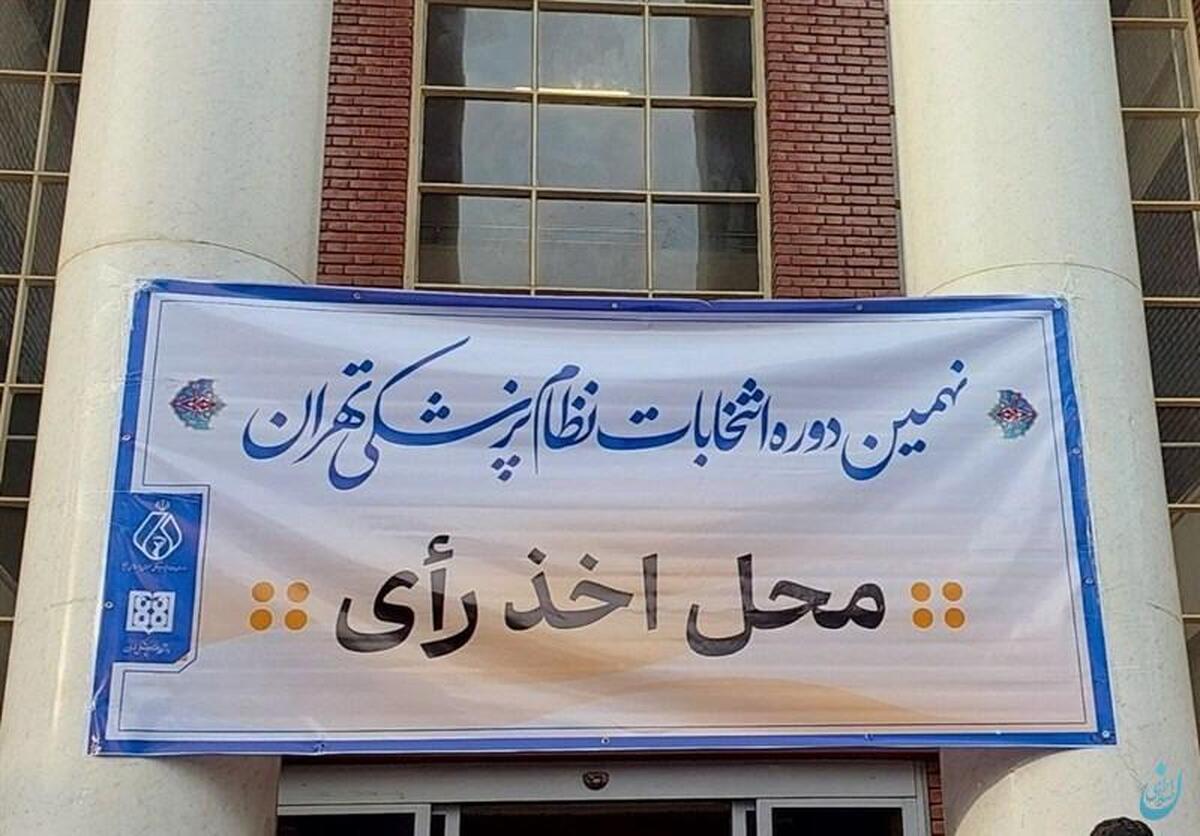 نهمین دوره انتخابات نظام پزشکی تهران
محل اخذ رأی